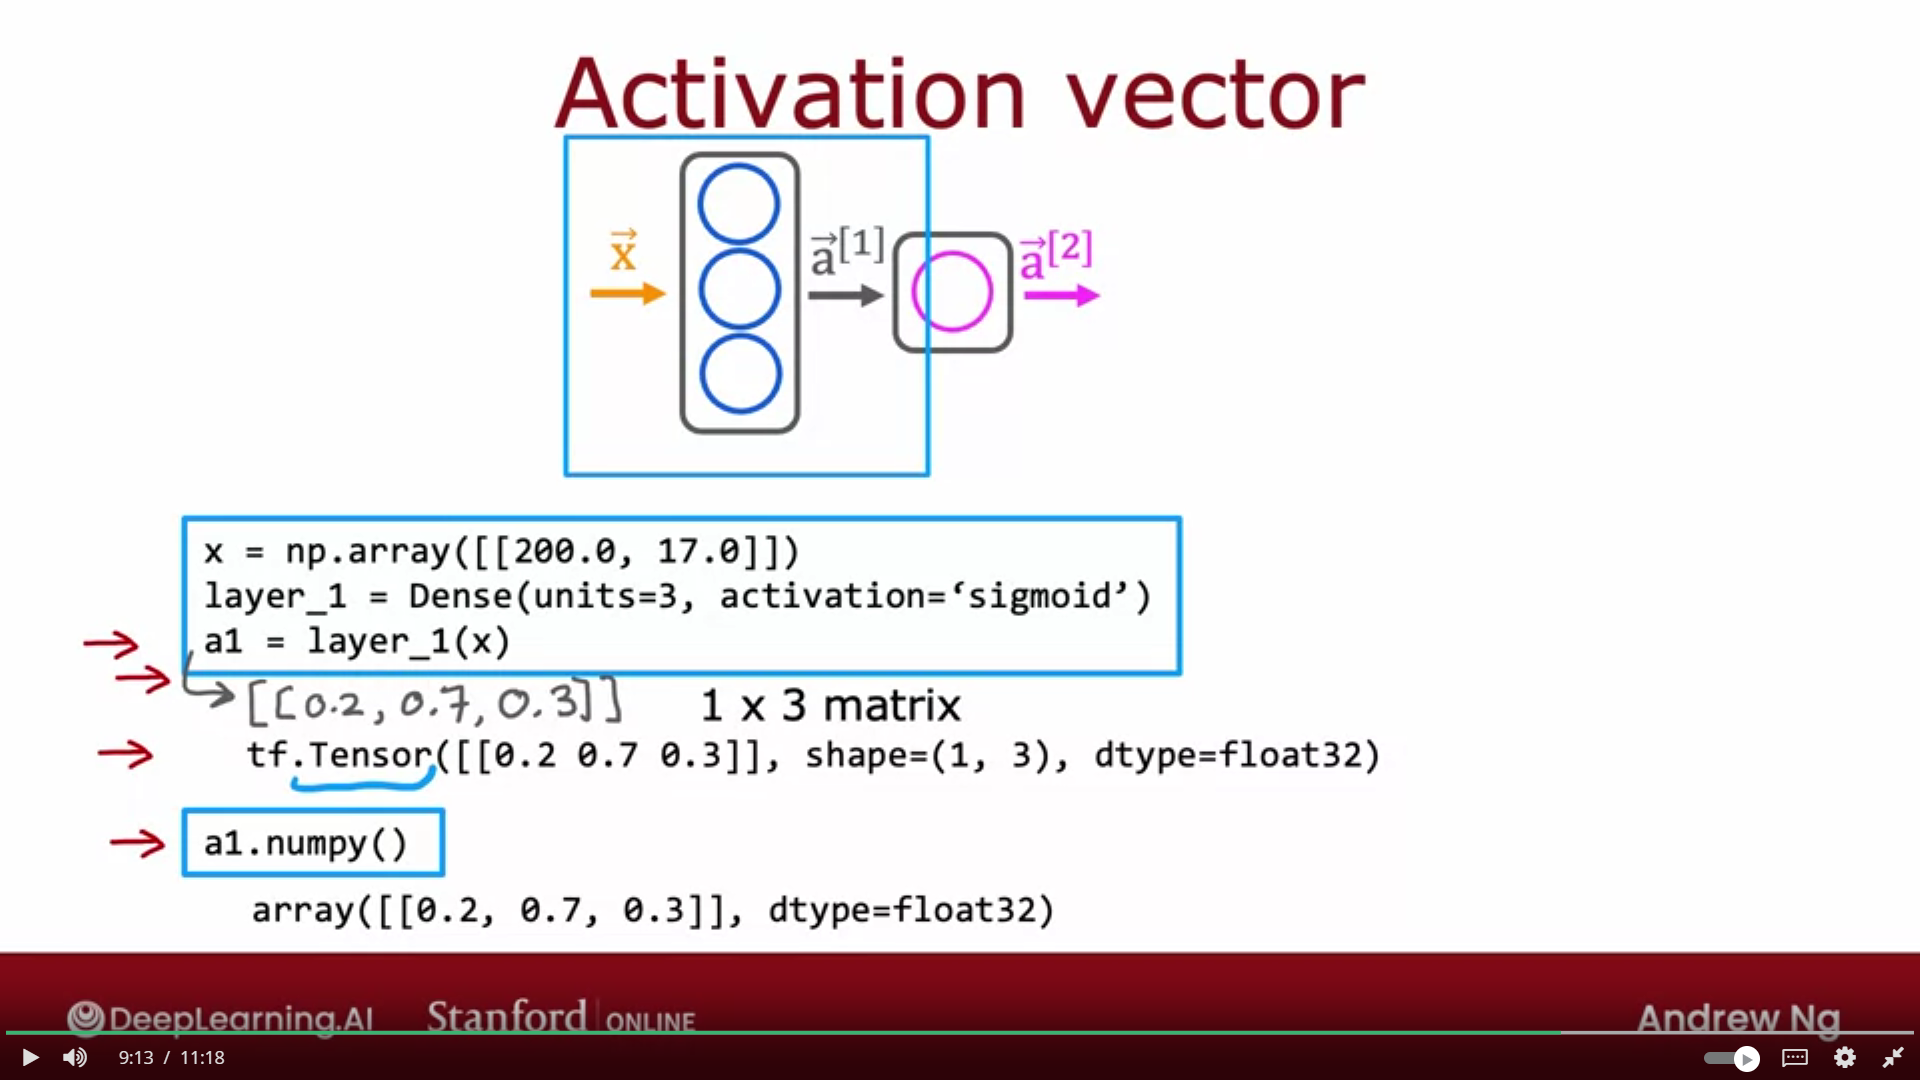 Activation vector
x⃗
a⃗[1]
a⃗[2]
x = np.array([[200.0, 17.0]])
layer_1 = Dense(units=3, activation=‘sigmoid’)
a1 = layer_1(x)
[[0.2, 0.7, 0.3]] 1 x 3 matrix
tf.Tensor([[0.2 0.7 0.3]], shape=(1, 3), dtype=float32)
a1.numpy()
array([[0.2, 0.7, 0.3]], dtype=float32)
DeepLearning.AI Stanford ONLINE Andrew Ng
9:13 / 11:18